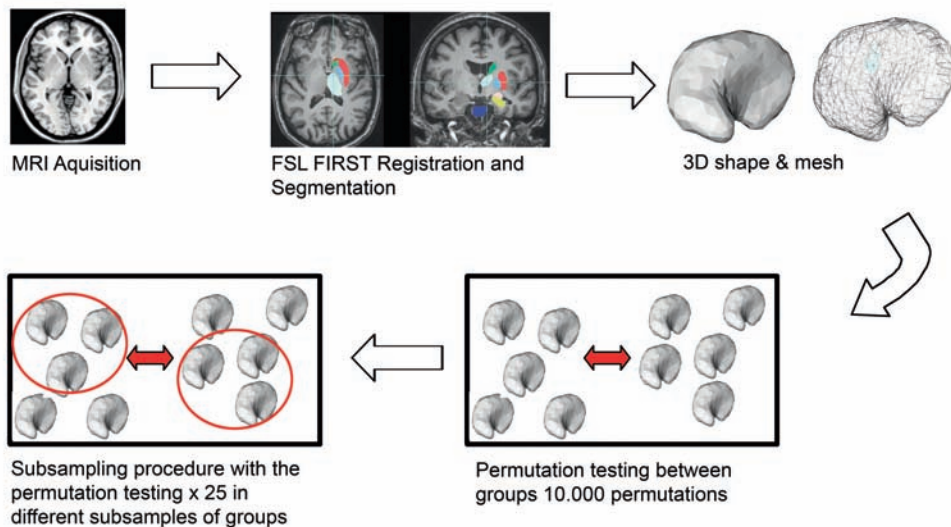 MRI Aquisition
FSL FIRST Registration and
Segmentation
3D shape & mesh
Subsampling procedure with the
permutation testing x 25 in
different subsamples of groups
Permutation testing between
groups 10.000 permutations